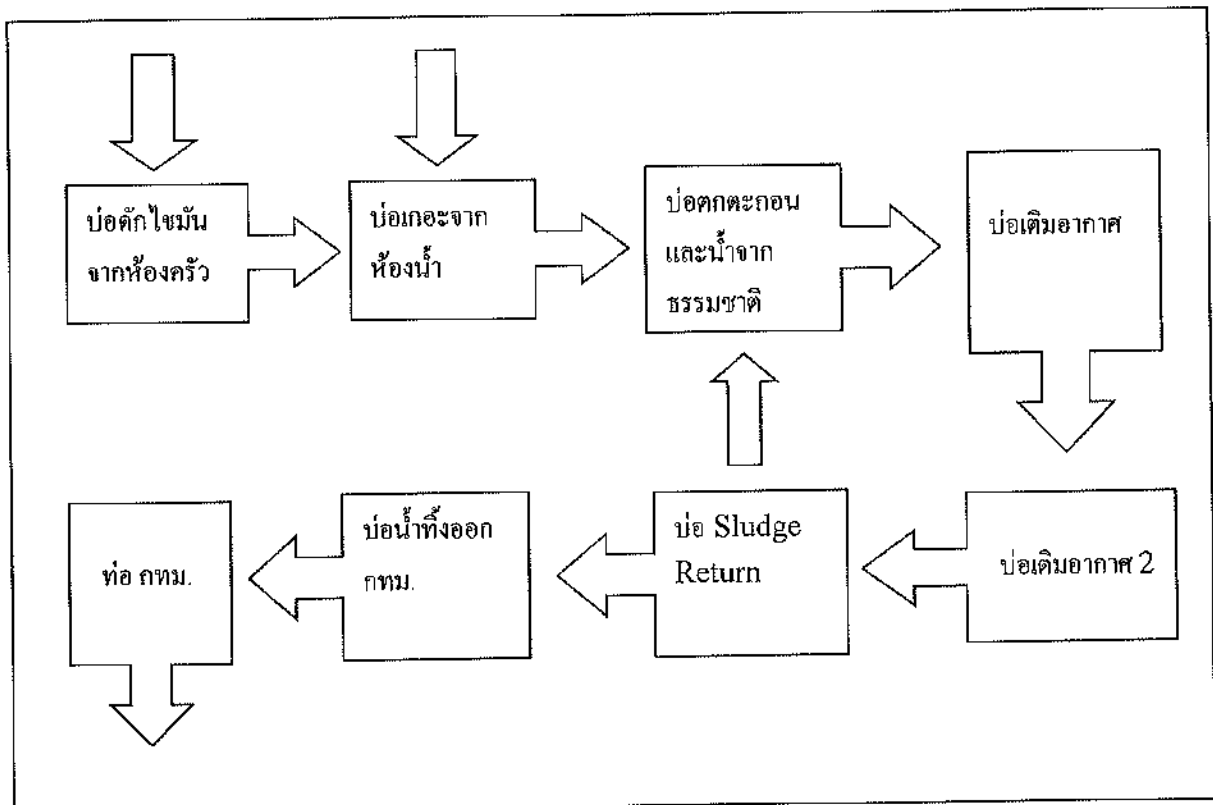 บ่อดักไขมัน
จากห้องครัว
บ่อเกอะจาก
ห้องน้ำ
บ่อตกตะกอน
และน้ำจาก
ธรรมชาติ
บ่อเติมอากาศ
บ่อเติมอากาศ 2
บ่อ Sludge
Return
บ่อน้ำทิ้งออก
กทม.
ท่อ กทม.